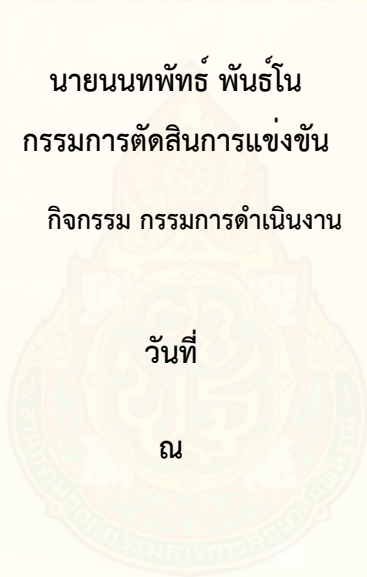 นายนนทพัทธ์ พันธ์โน
กรรมการตัดสินการแข่งขัน
กิจกรรม กรรมการดำเนินงาน
วันที่
ณ